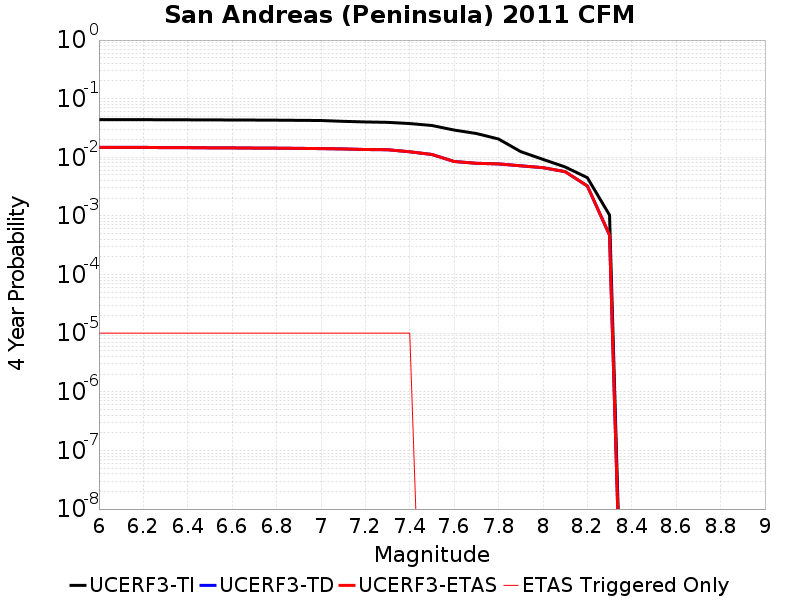 San Andreas (Peninsula) 2011 CFM
10^0
10^-1
10^-2
10^-3
10^-4
10^-5
10^-6
10^-7
10^-8
4 Year Probability
6 6.2 6.4 6.6 6.8 7 7.2 7.4 7.6 7.8 8 8.2 8.4 8.6 8.8 9
Magnitude
UCERF3-TI UCERF3-TD UCERF3-ETAS ETAS Triggered Only